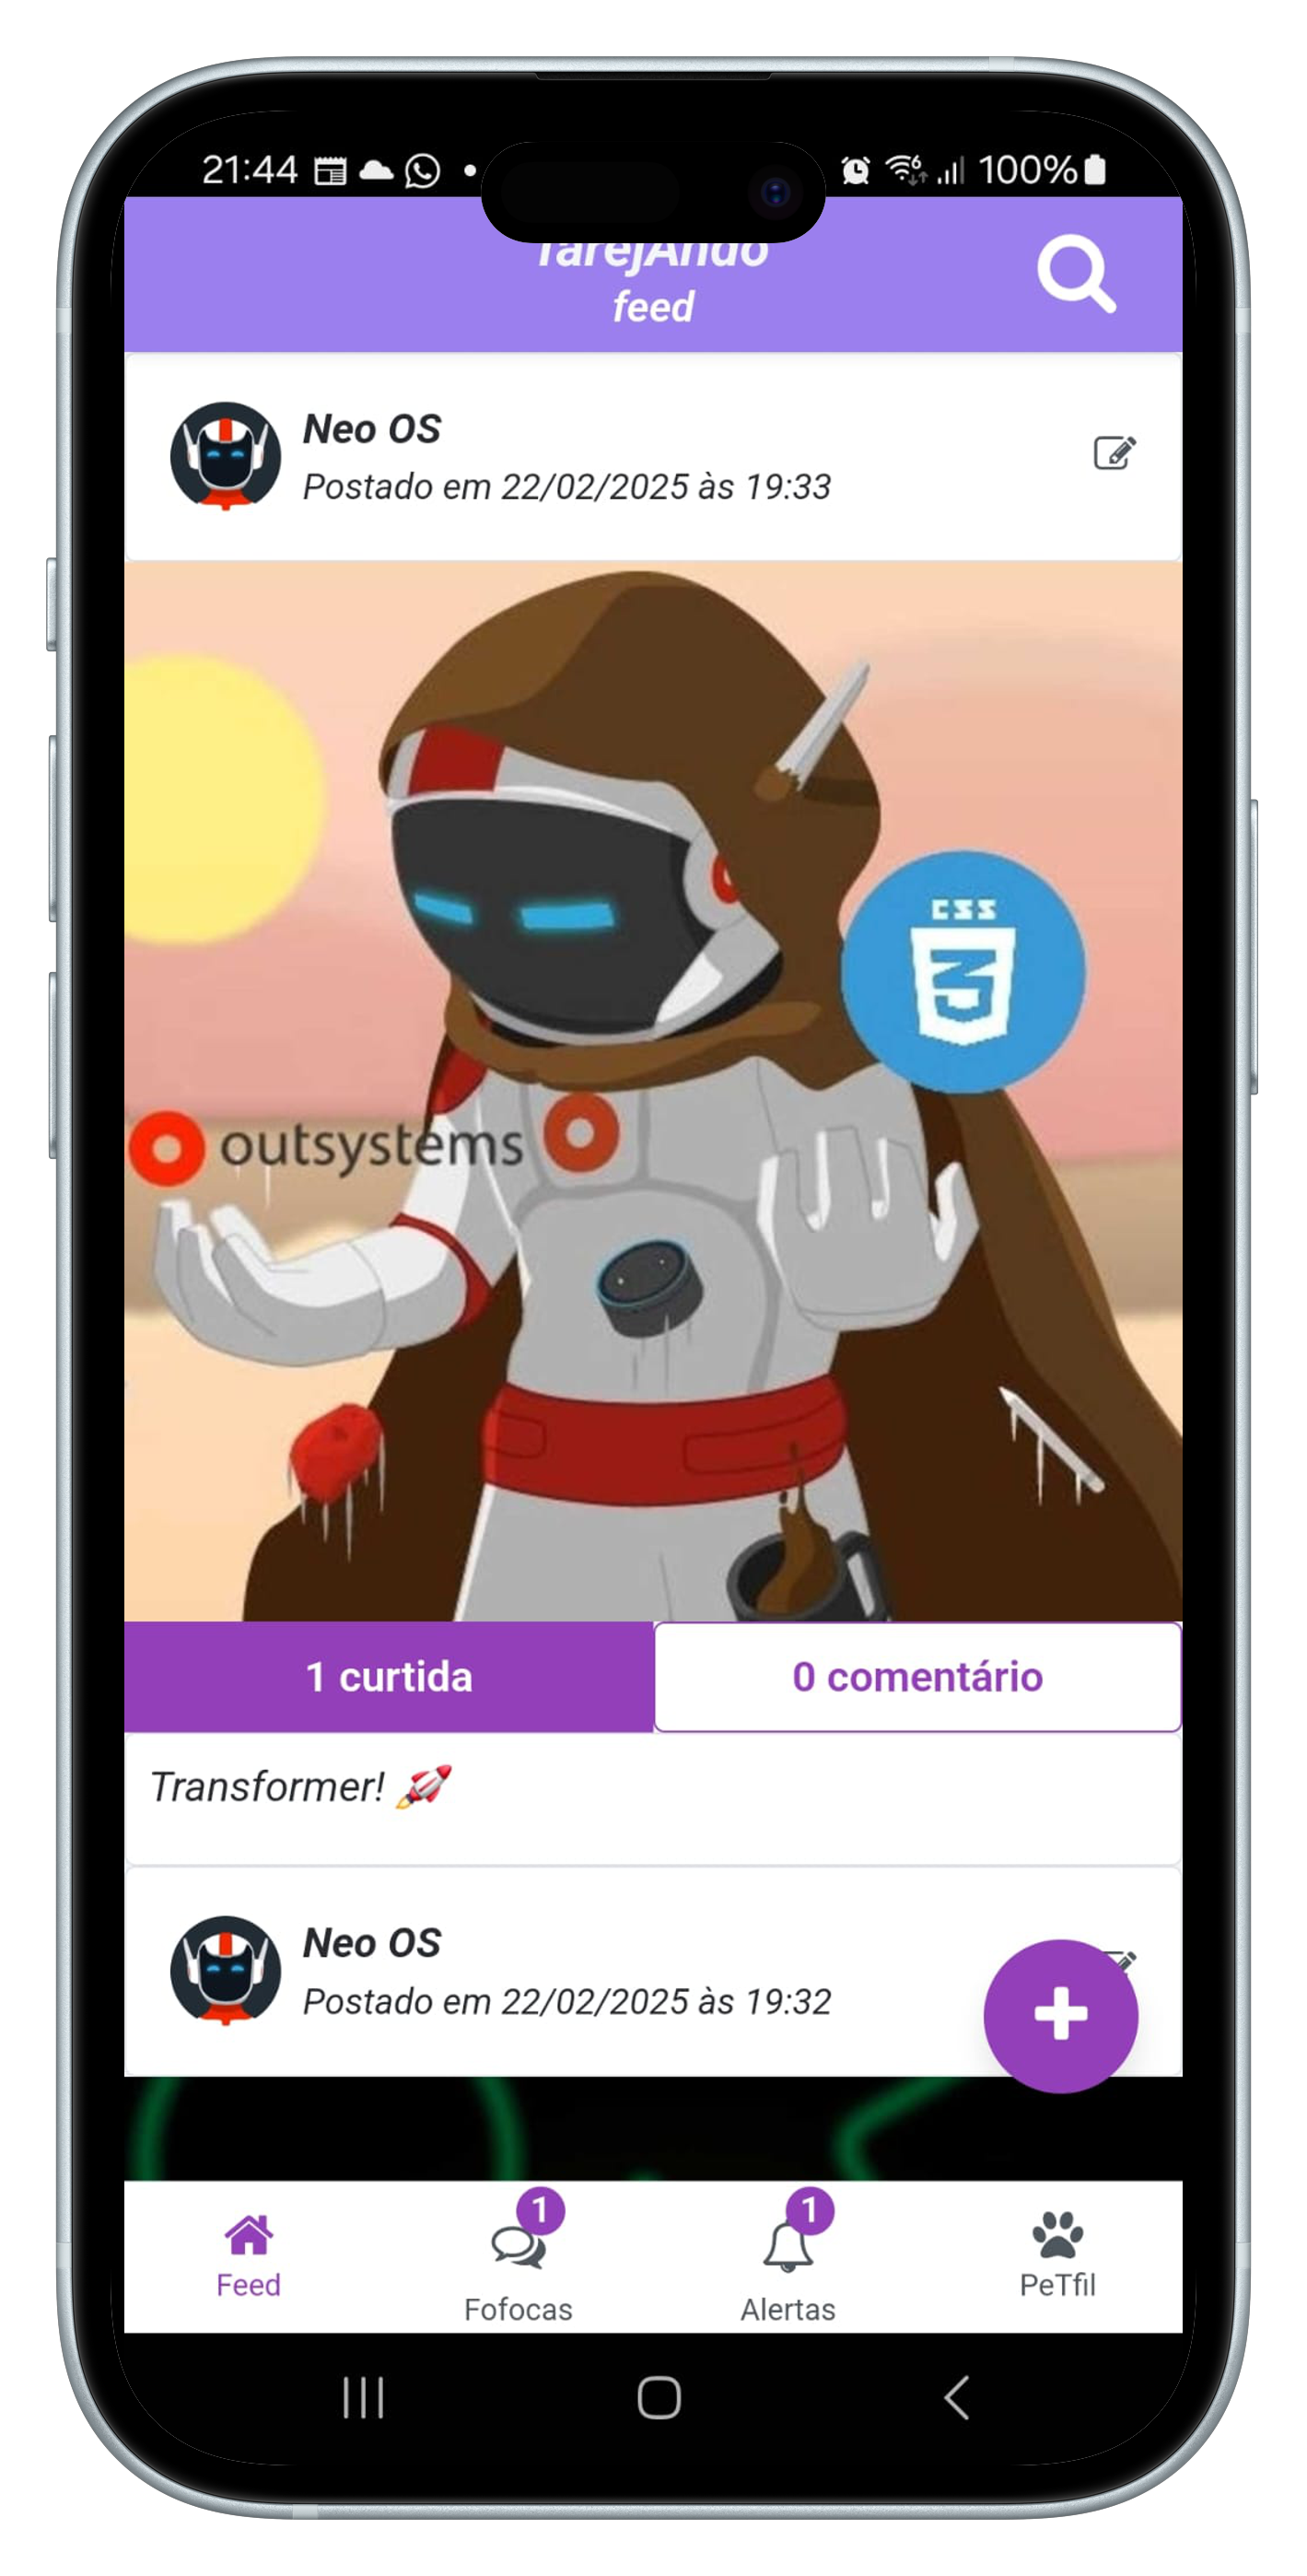 21:44
100%
TarejAndo
feed
Neo OS
Postado em 22/02/2025 às 19:33
CSS
3
outsystems
1 curtida
0 comentário
Transformer! 🚀
Neo OS
Postado em 22/02/2025 às 19:32
1
1
Feed
Fofocas
Alertas
PeTfil